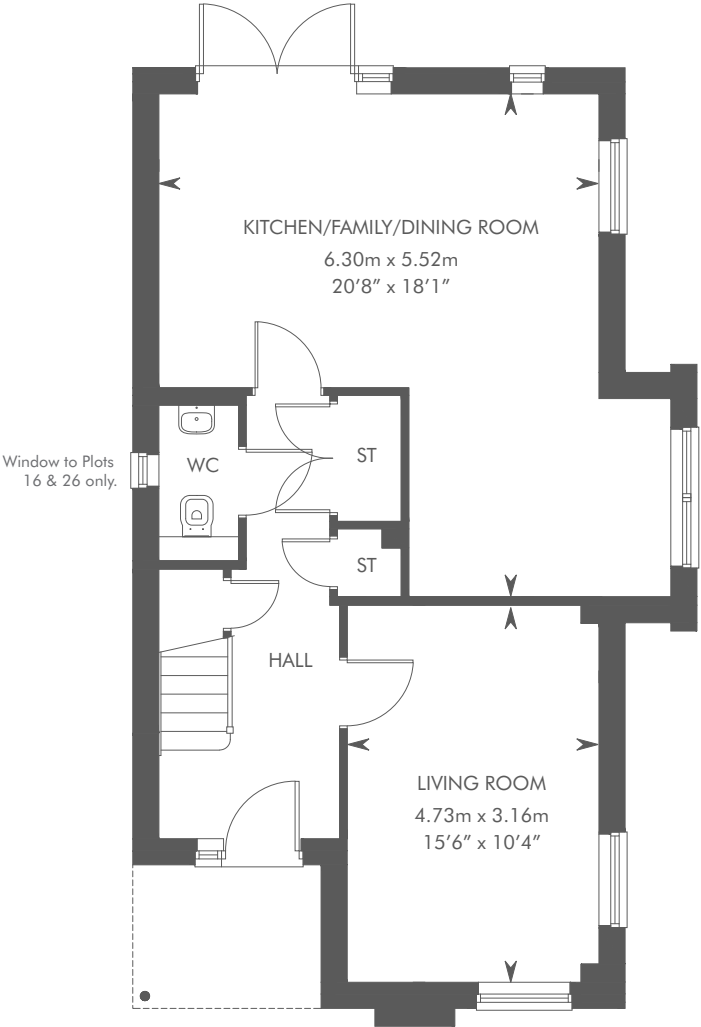 KITCHEN/FAMILY/DINING ROOM
6.30m x 5.52m
20’8” x 18’1”
Window to Plots
16 & 26 only.
WC
ST
ST
HALL
LIVING ROOM
4.73m x 3.16m
15’6” x 10’4”